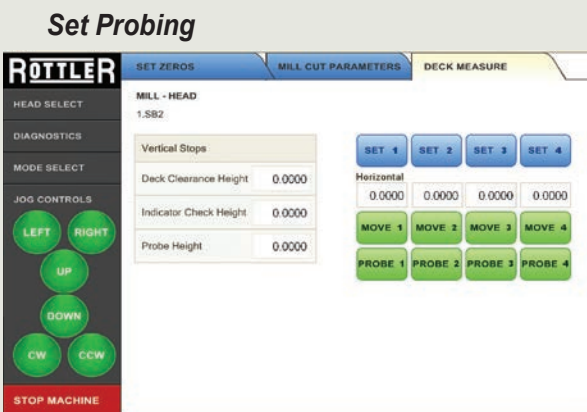 Set Probing
ROTTLER
SET ZEROS
MILL CUT PARAMETERS
DECK MEASURE
HEAD SELECT
DIAGNOSTICS
MODE SELECT
JOG CONTROLS
LEFT
RIGHT
UP
DOWN
CW
CCW
STOP MACHINE
MILL - HEAD
1.SB2
Vertical Stops
Deck Clearance Height 0.0000
Indicator Check Height 0.0000
Probe Height 0.0000
SET 1 SET 2 SET 3 SET 4
Horizontal
0.0000 0.0000 0.0000 0.0000
MOVE 1 MOVE 2 MOVE 3 MOVE 4
PROBE 1 PROBE 2 PROBE 3 PROBE 4